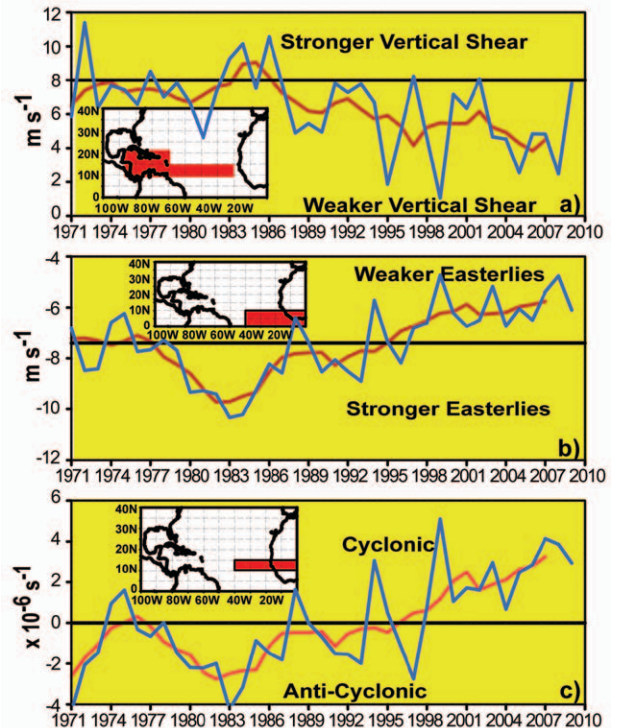 12
10
8
6
4
2
0
m s-1
Stronger Vertical Shear
40N
30N
20N
10N
0
100W 80W 60W 40W 20W
Weaker Vertical Shear
a)
1971 1974 1977 1980 1983 1986 1989 1992 1995 1998 2001 2004 2007 2010
-4
-6
-8
-10
-12
m s-1
Weaker Easterlies
40N
30N
20N
10N
0
100W 80W 60W 40W 20W
Stronger Easterlies
b)
1971 1974 1977 1980 1983 1986 1989 1992 1995 1998 2001 2004 2007 2010
6
4
2
0
-2
-4
x 10-6 s-1
40N
30N
20N
10N
0
100W 80W 60W 40W 20W
Cyclonic
Anti-Cyclonic
c)
1971 1974 1977 1980 1983 1986 1989 1992 1995 1998 2001 2004 2007 2010